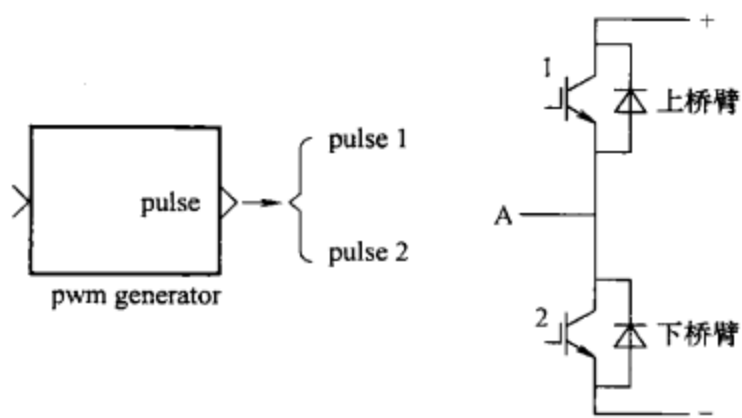 pulse
pwm generator
pulse 1
pulse 2
+
1
上桥臂
A
2
下桥臂
−